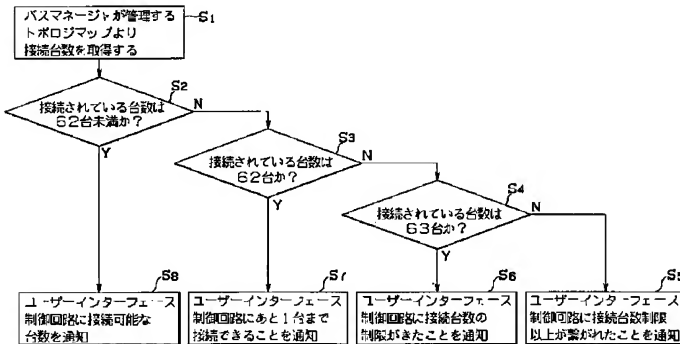 バスマネージャが管理する
トポロジマップより
接続台数を取得する
S1
接続されている台数は
62台未満か?
S2
N
Y
接続されている台数は
62台か?
S3
N
Y
接続されている台数は
63台か?
S4
N
Y
ユーザーインターフェース
制御回路に接続可能な
台数を通知
S8
ユーザーインターフェース
制御回路にあと1台まで
接続できることを通知
S7
ユーザーインターフェース
制御回路に接続台数の
制限がきたことを通知
S6
ユーザーインターフェース
制御回路に接続台数制限
以上が繋がれたことを通知
S5